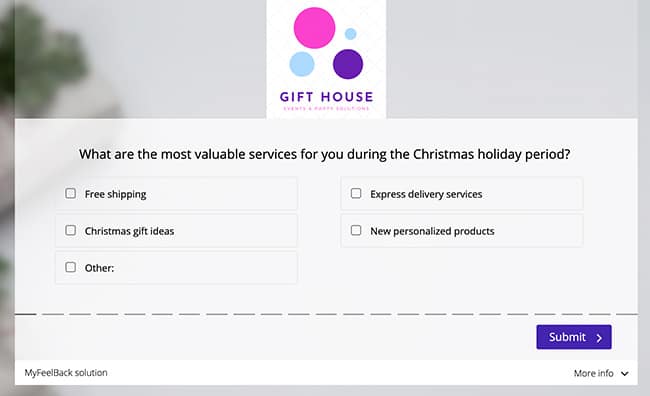 GIFT HOUSE
EVENTS & PARTY SOLUTIONS
What are the most valuable services for you during the Christmas holiday period?
Free shipping
Express delivery services
Christmas gift ideas
New personalized products
Other:
Submit
MyFeelBack solution
More info